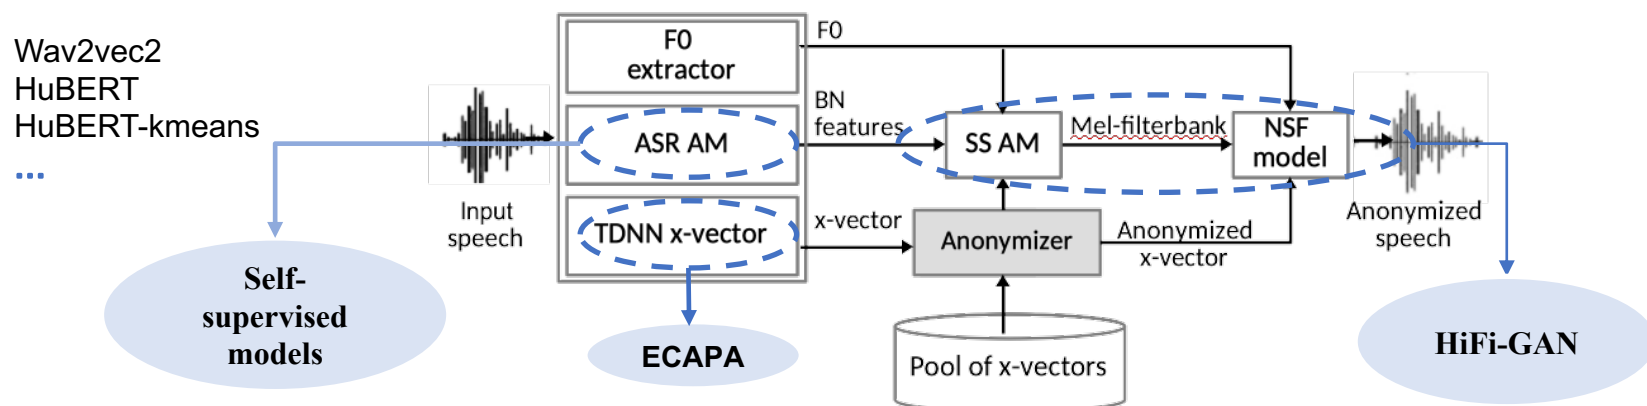 Wav2vec2
HuBERT
HuBERT-kmeans
...
Input
speech
F0
extractor
ASR AM
TDNN x-vector
F0
BN
features
x-vector
SS AM
Mel-filterbank
NSF
model
Anonymizer
Anonymized
x-vector
Anonymized
speech
Pool of x-vectors
Self-
supervised
models
ECAPA
HiFi-GAN